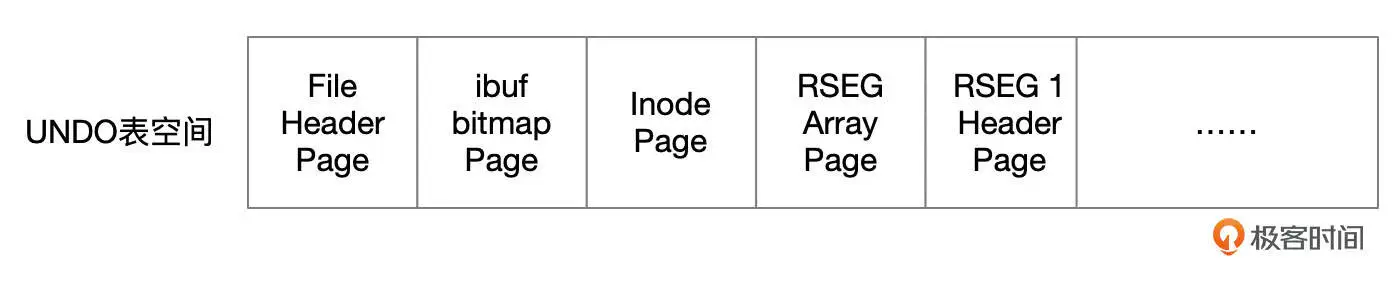 UNDO表空间
File
Header
Page
ibuf
bitmap
Page
Inode
Page
RSEG
Array
Page
RSEG 1
Header
Page
……
极客时间